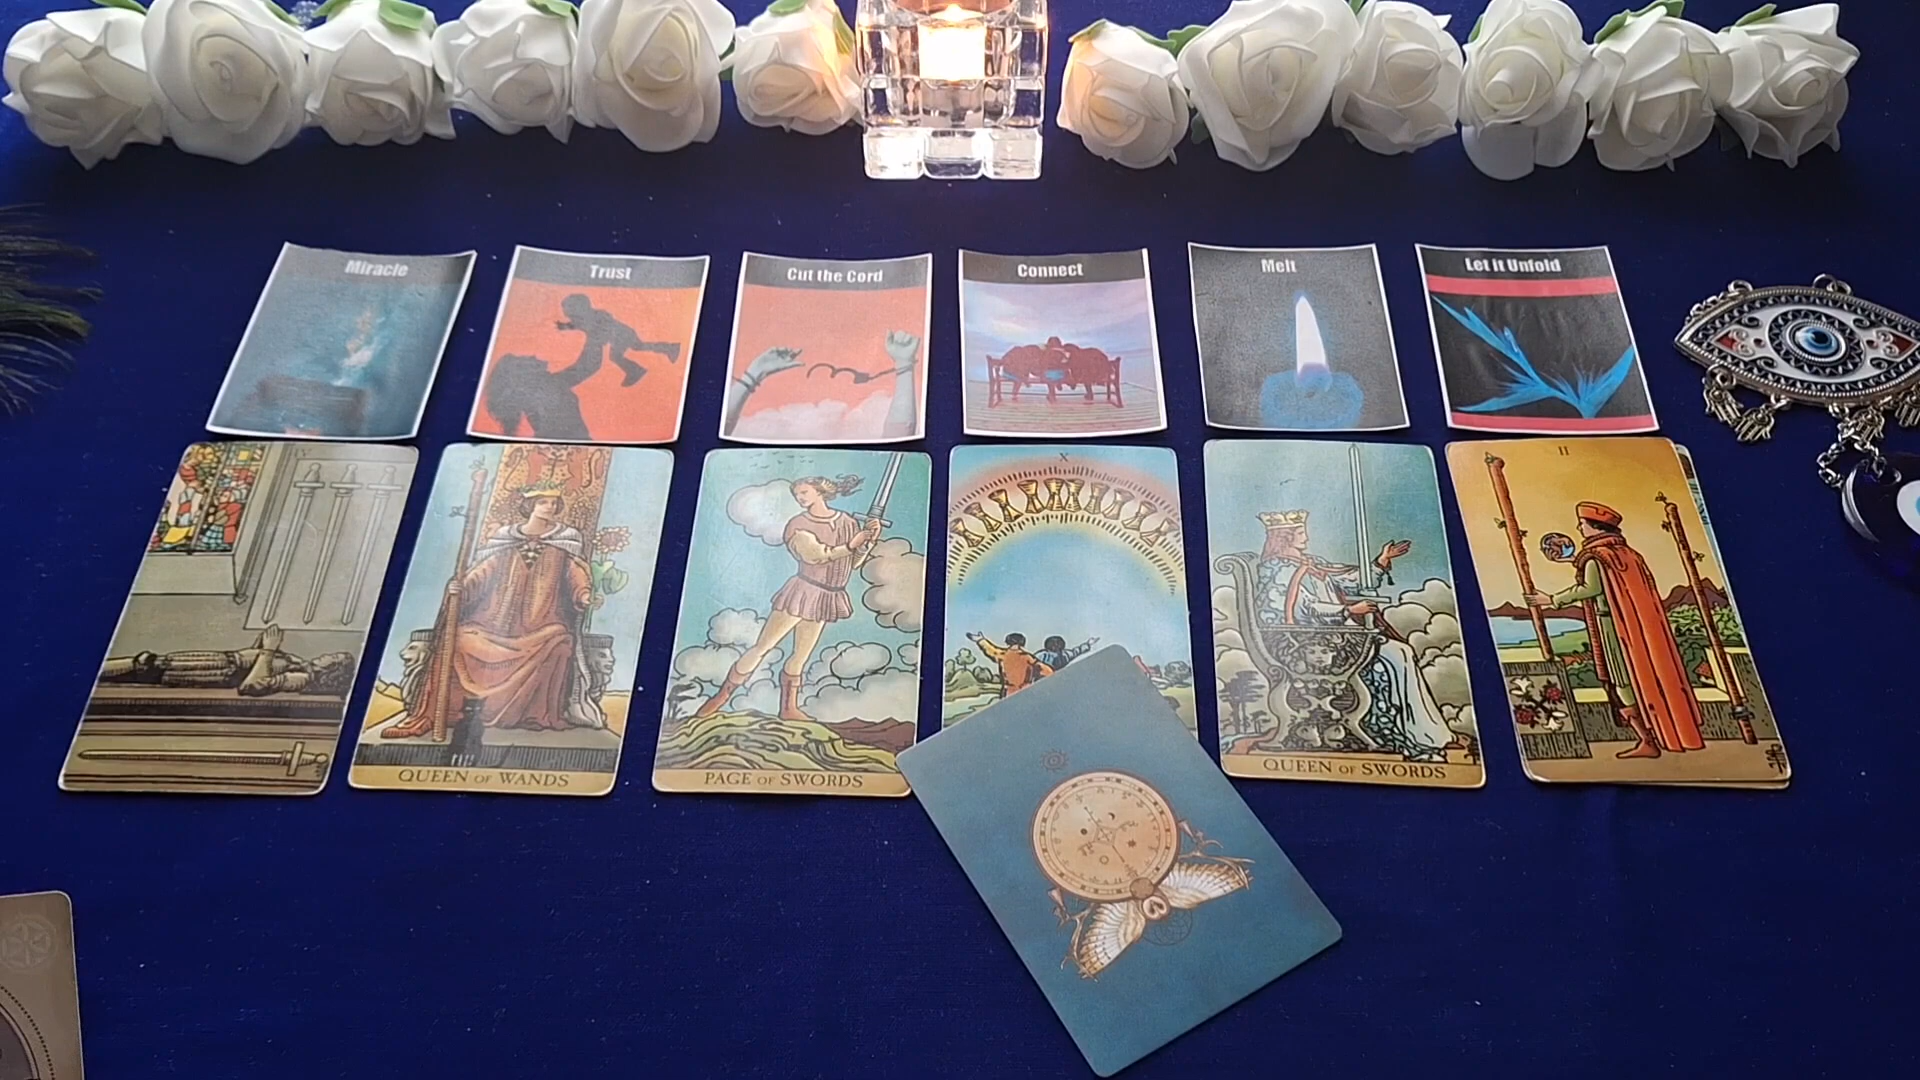 Miracle
Trust
Cut the Cord
Connect
Melt
Let it Unfold
X
II
QUEEN OF WANDS
PAGE OF SWORDS
QUEEN OF SWORDS